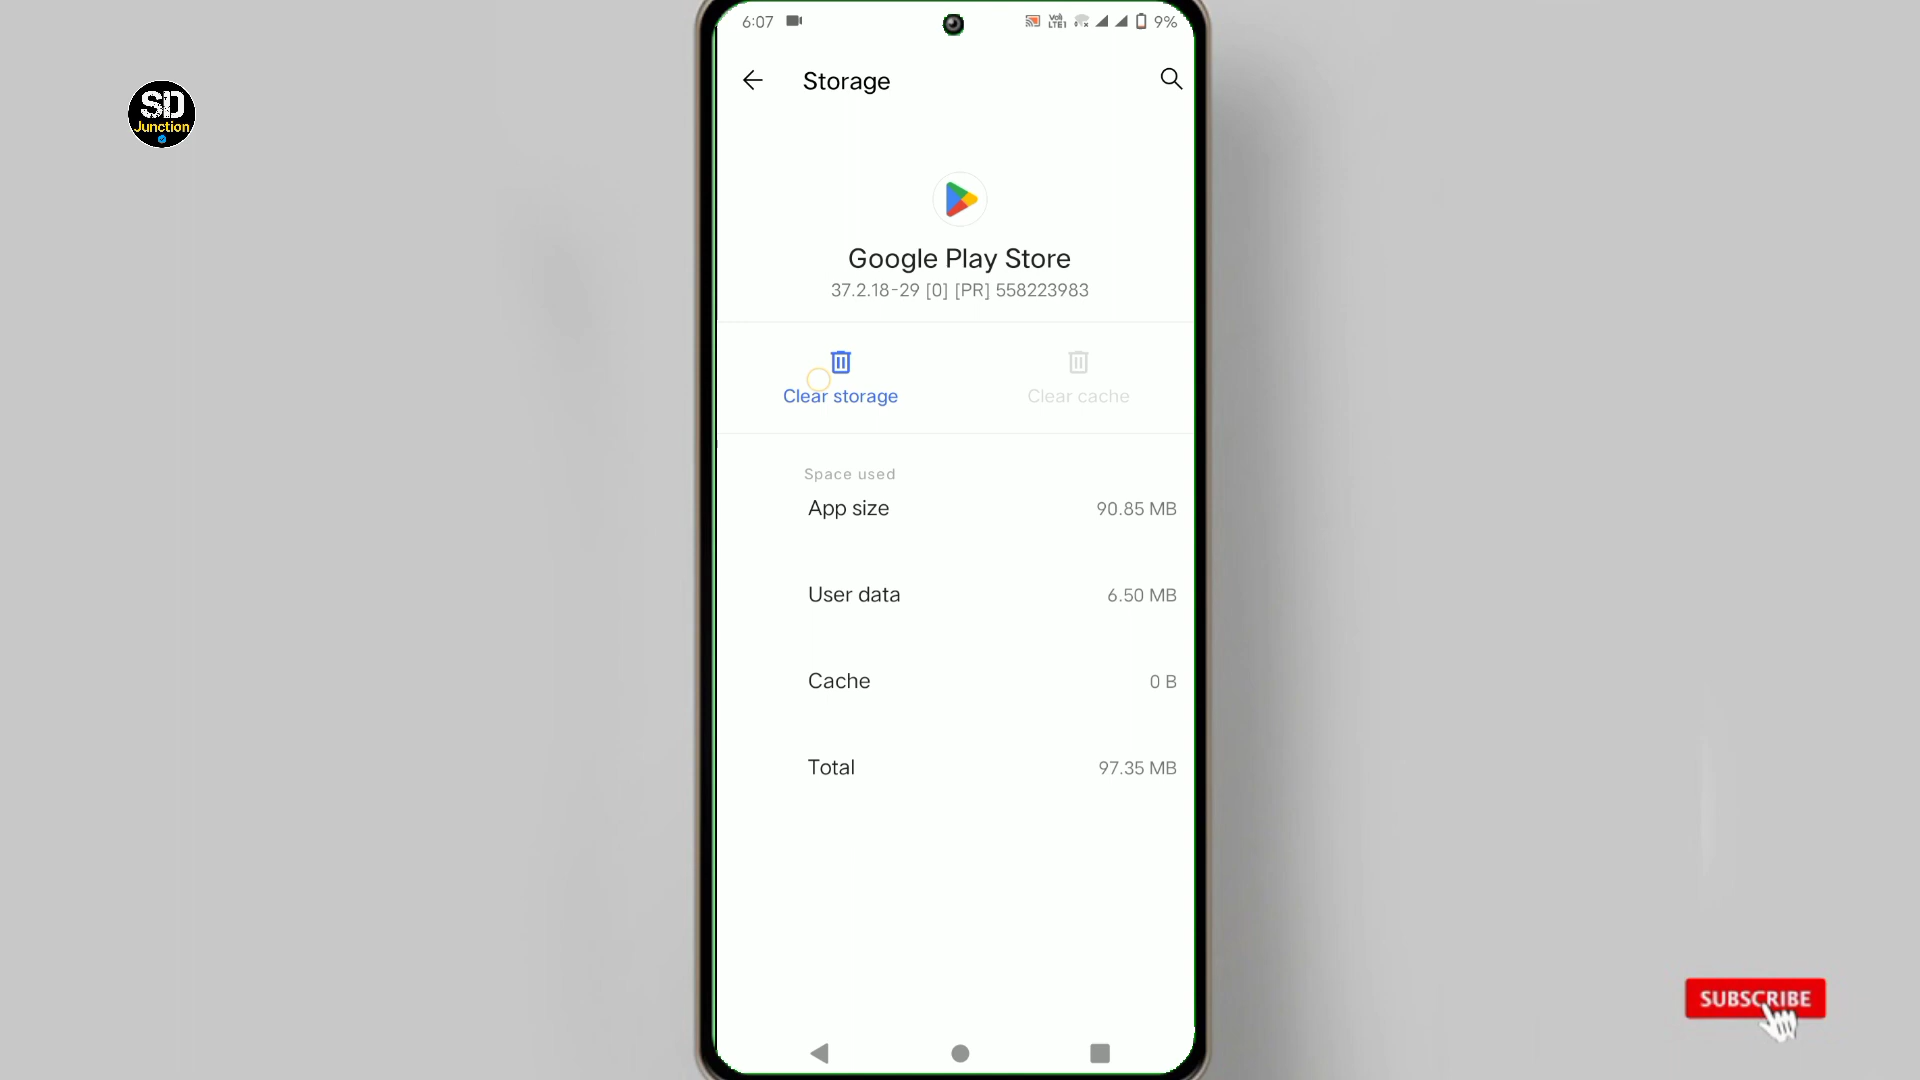 6:07
Vo) LTE1
9%
SD
Junction
Storage
Google Play Store
37.2.18-29 [0] [PR] 558223983
Clear storage
Clear cache
Space used
App size
90.85 MB
User data
6.50 MB
Cache
0 B
Total
97.35 MB
SUBSCRIBE